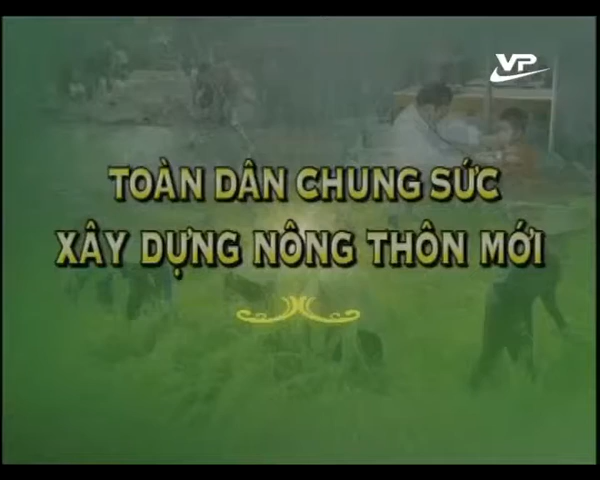 VP
TOÀN DÂN CHUNG SỨC
XÂY DỰNG NÔNG THÔN MỚI